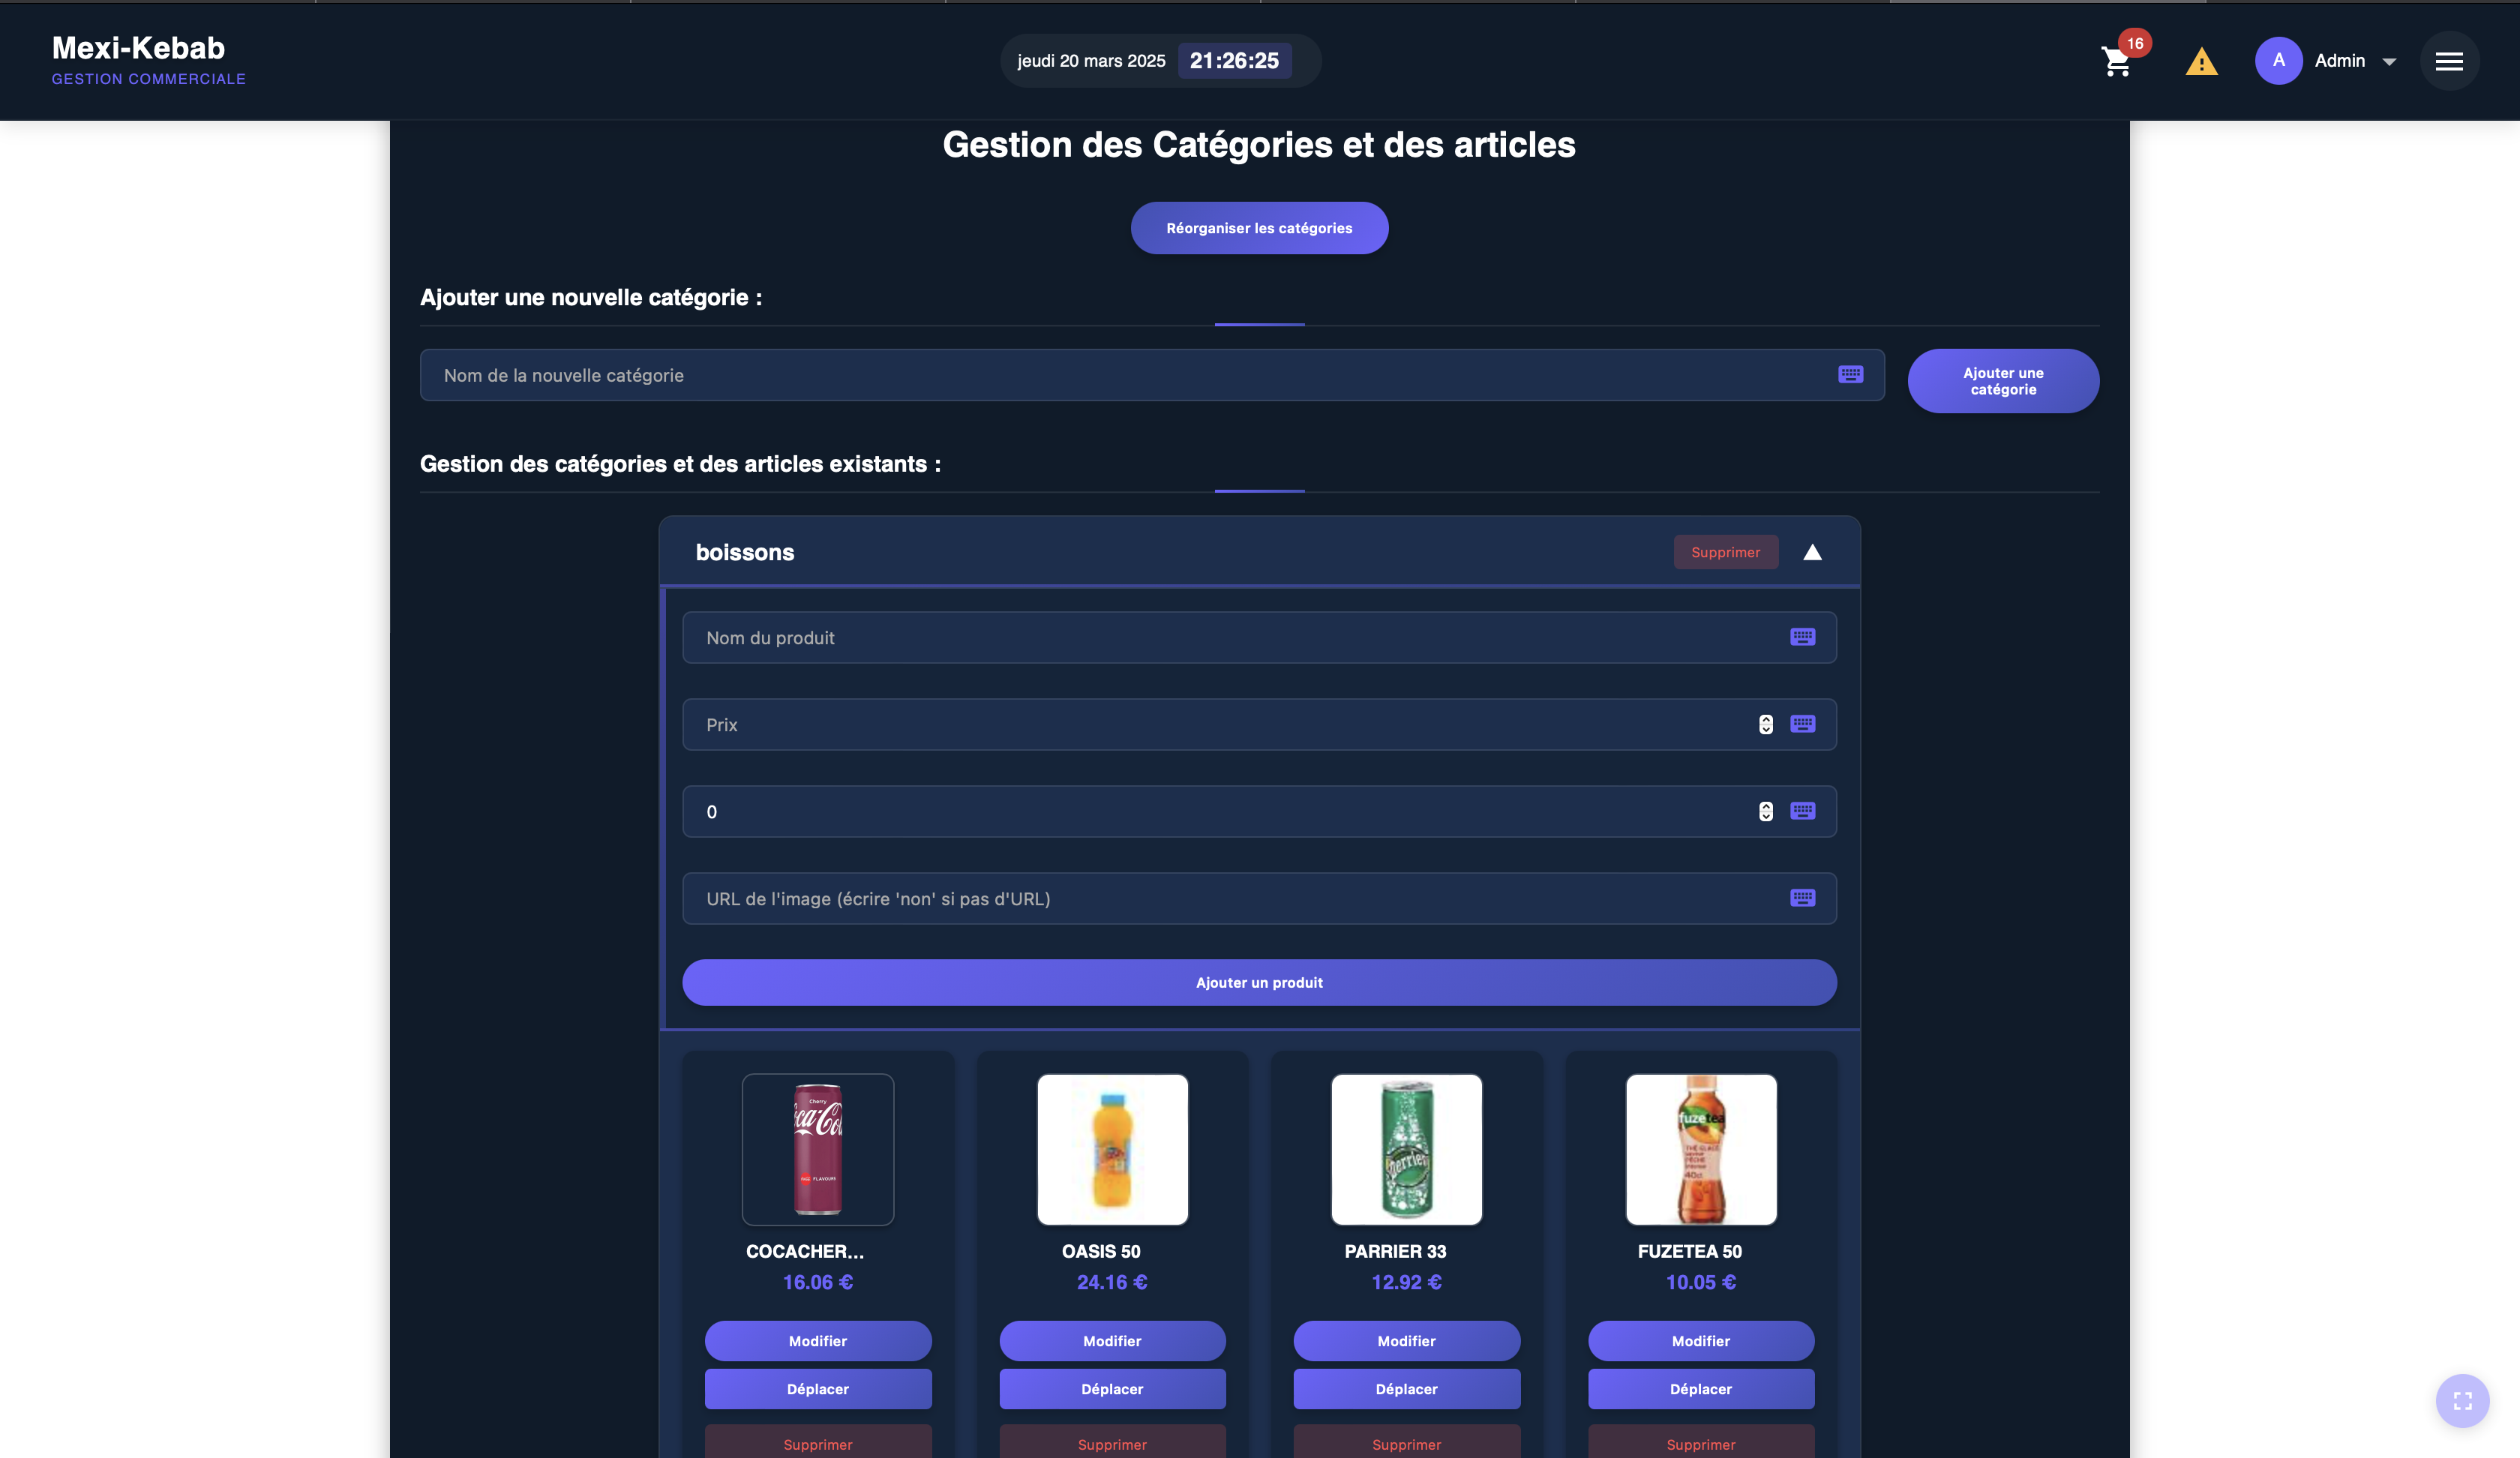 Mexi-Kebab
GESTION COMMERCIALE
jeudi 20 mars 2025 21:26:25
16
A Admin
Gestion des Catégories et des articles
Réorganiser les catégories
Ajouter une nouvelle catégorie :
Nom de la nouvelle catégorie
Ajouter une
catégorie
Gestion des catégories et des articles existants :
boissons
Supprimer
Nom du produit
Prix
0
URL de l'image (écrire 'non' si pas d'URL)
Ajouter un produit
Cherry
fuzetea
Perrier
FLAVOURS
COCACHER... OASIS 50 PARRIER 33 FUZETEA 50
16.06 € 24.16 € 12.92 € 10.05 €
Modifier Modifier Modifier Modifier
Déplacer Déplacer Déplacer Déplacer
Supprimer Supprimer Supprimer Supprimer